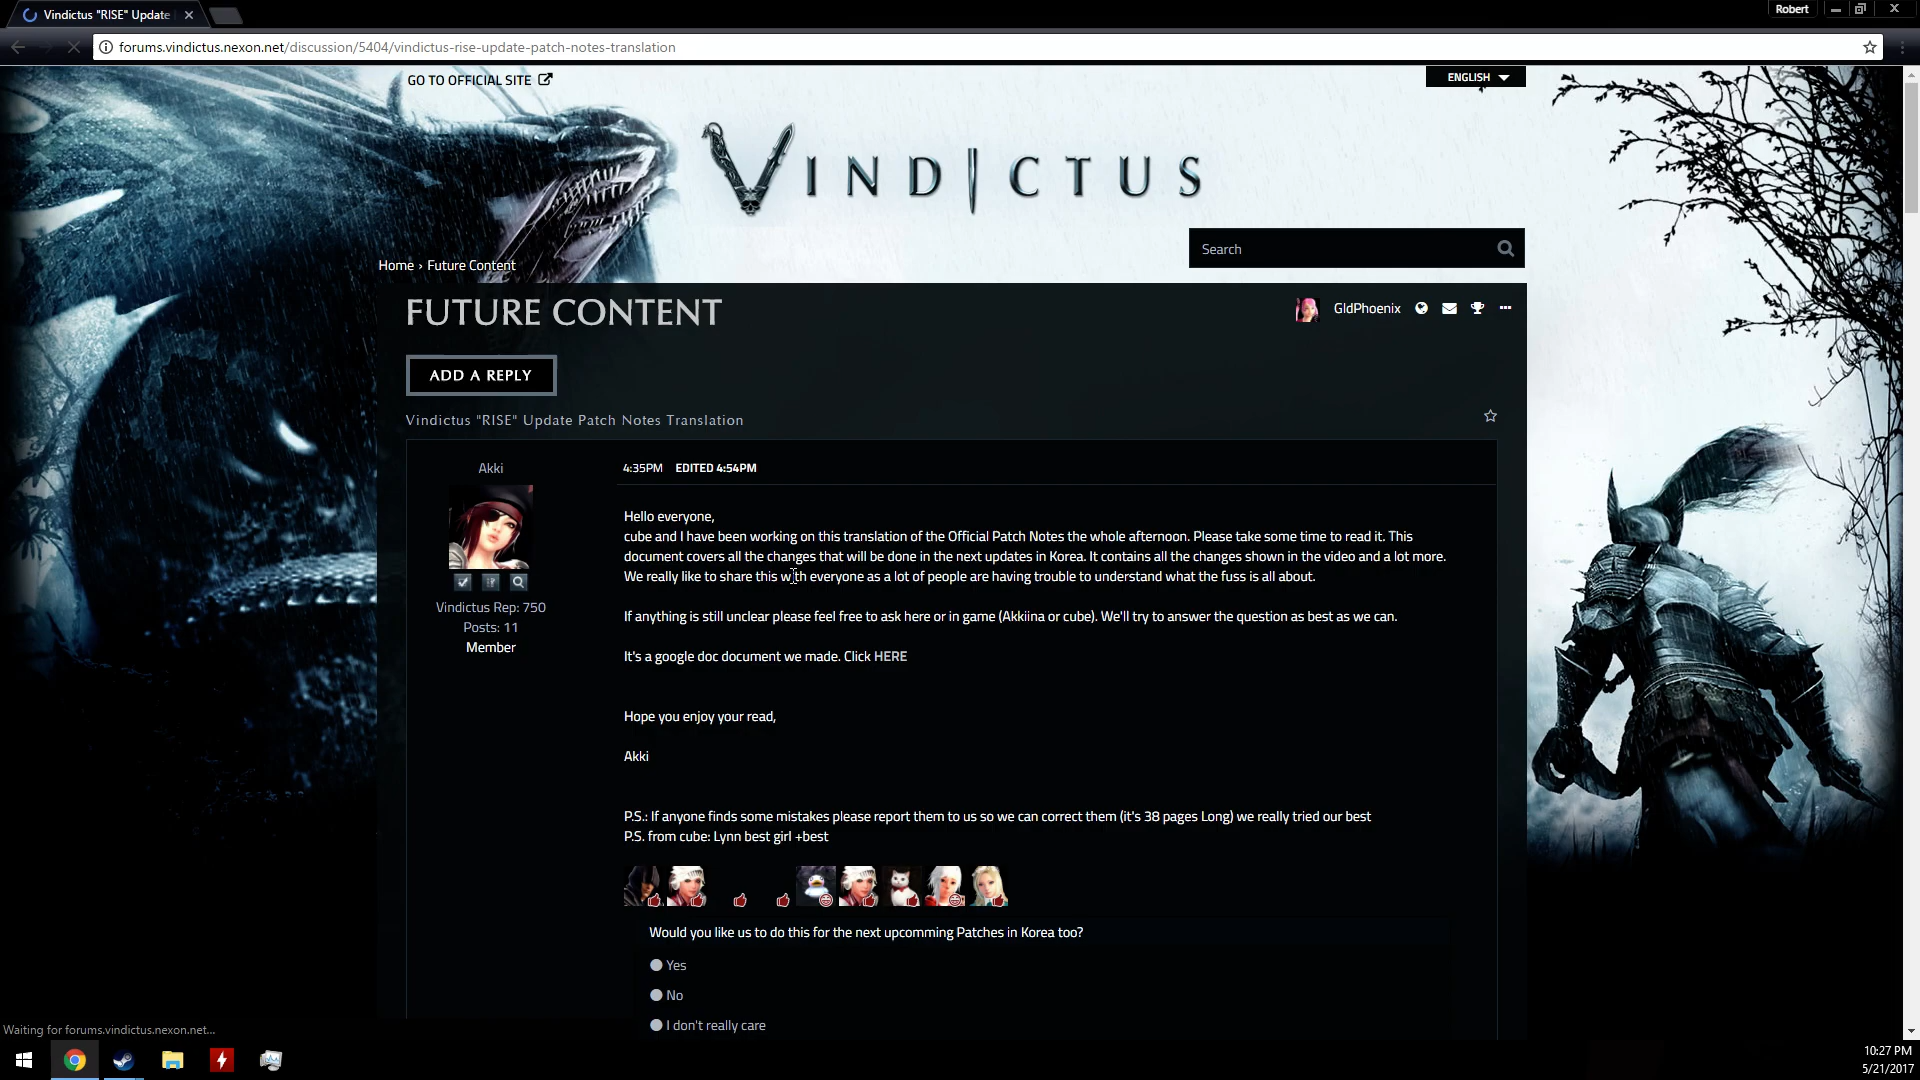 Vindictus "RISE" Update
Robert
forums.vindictus.nexon.net/discussion/5404/vindictus-rise-update-patch-notes-translation
GO TO OFFICIAL SITE
ENGLISH
VINDICTUS
Search
Home › Future Content
FUTURE CONTENT
GldPhoenix
ADD A REPLY
Vindictus "RISE" Update Patch Notes Translation
Akki
4:35PM EDITED 4:54PM
Hello everyone,
cube and I have been working on this translation of the Official Patch Notes the whole afternoon. Please take some time to read it. This
document covers all the changes that will be done in the next updates in Korea. It contains all the changes shown in the video and a lot more.
We really like to share this with everyone as a lot of people are having trouble to understand what the fuss is all about.
Vindictus Rep: 750
Posts: 11
Member
If anything is still unclear please feel free to ask here or in game (Akkiina or cube). We'll try to answer the question as best as we can.
It's a google doc document we made. Click HERE
Hope you enjoy your read,
Akki
P.S.: If anyone finds some mistakes please report them to us so we can correct them (it's 38 pages Long) we really tried our best
P.S. from cube: Lynn best girl +best
Would you like us to do this for the next upcomming Patches in Korea too?
Yes
No
I don't really care
Waiting for forums.vindictus.nexon.net...
10:27 PM
5/21/2017